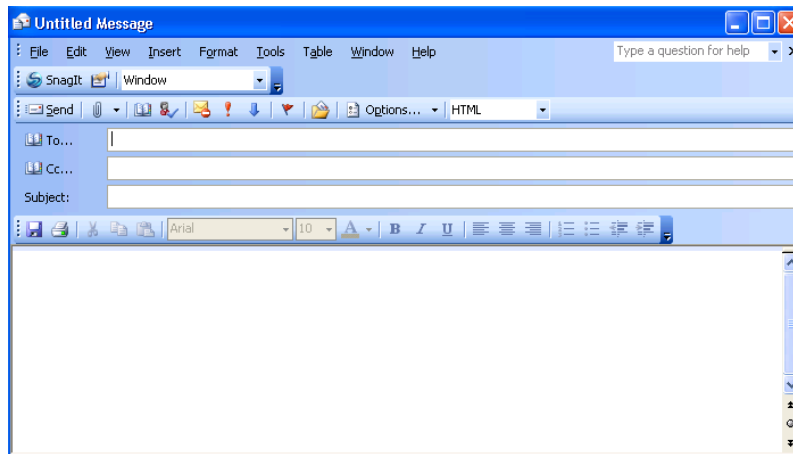 Untitled Message
File Edit View Insert Format Tools Table Window Help Type a question for help
SnagIt Window
Send Options... HTML
To...
Cc...
Subject:
Arial 10 A B I U